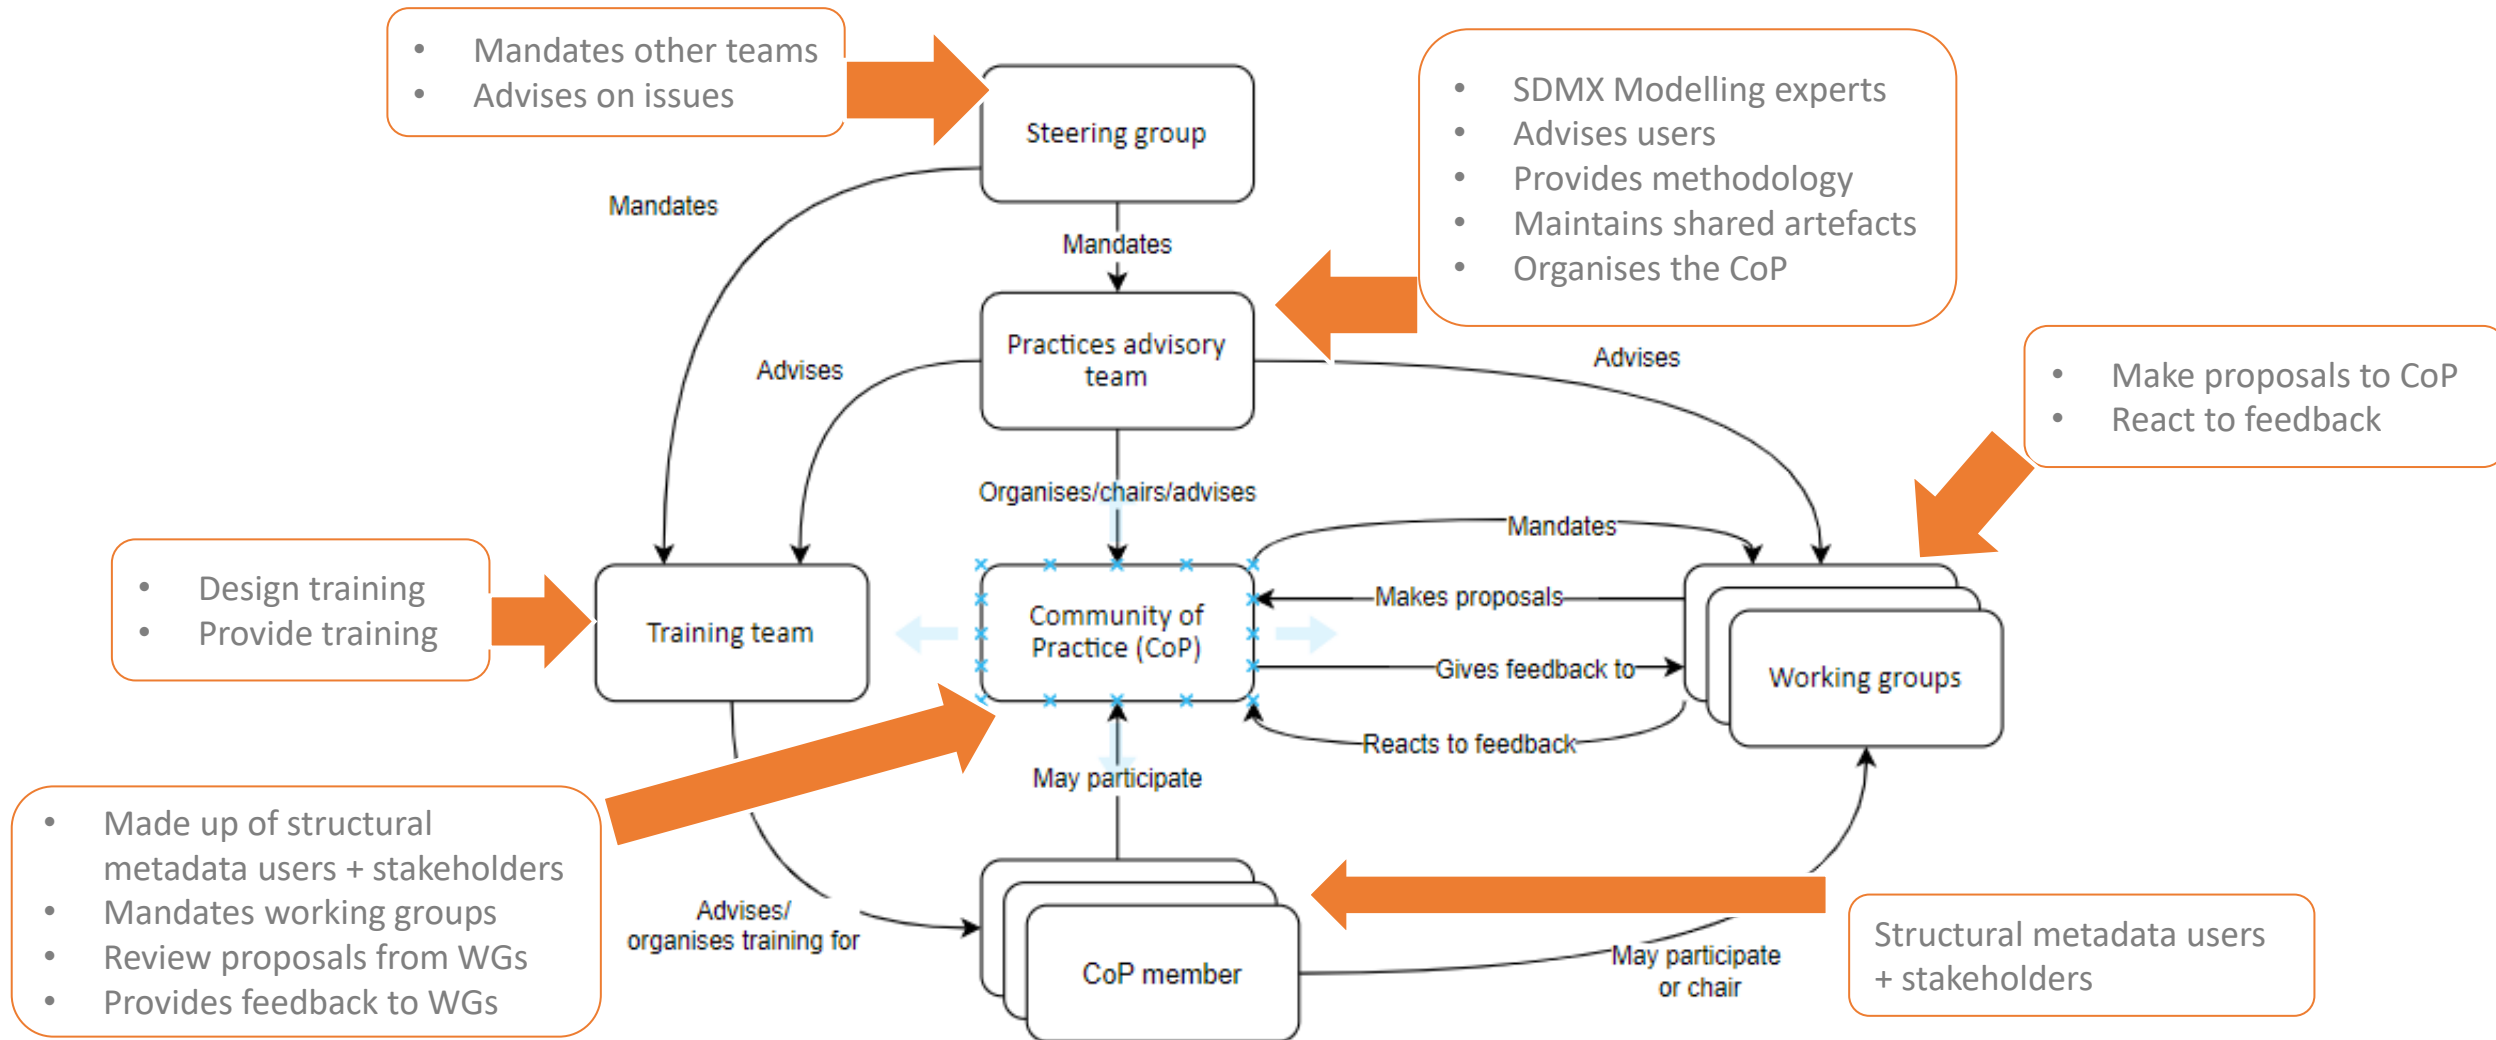 • Mandates other teams
• Advises on issues
Steering group
• SDMX Modelling experts
• Advises users
• Provides methodology
• Maintains shared artefacts
• Organises the CoP
Mandates
Mandates
Practices advisory
team
Advises
Advises
• Make proposals to CoP
• React to feedback
Organises/chairs/advises
Mandates
• Design training
• Provide training
Training team
Community of
Practice (CoP)
Makes proposals
Gives feedback to
Working groups
Reacts to feedback
May participate
• Made up of structural
metadata users + stakeholders
• Mandates working groups
• Review proposals from WGs
• Provides feedback to WGs
Advises/
organises training for
CoP member
May participate
or chair
Structural metadata users
+ stakeholders